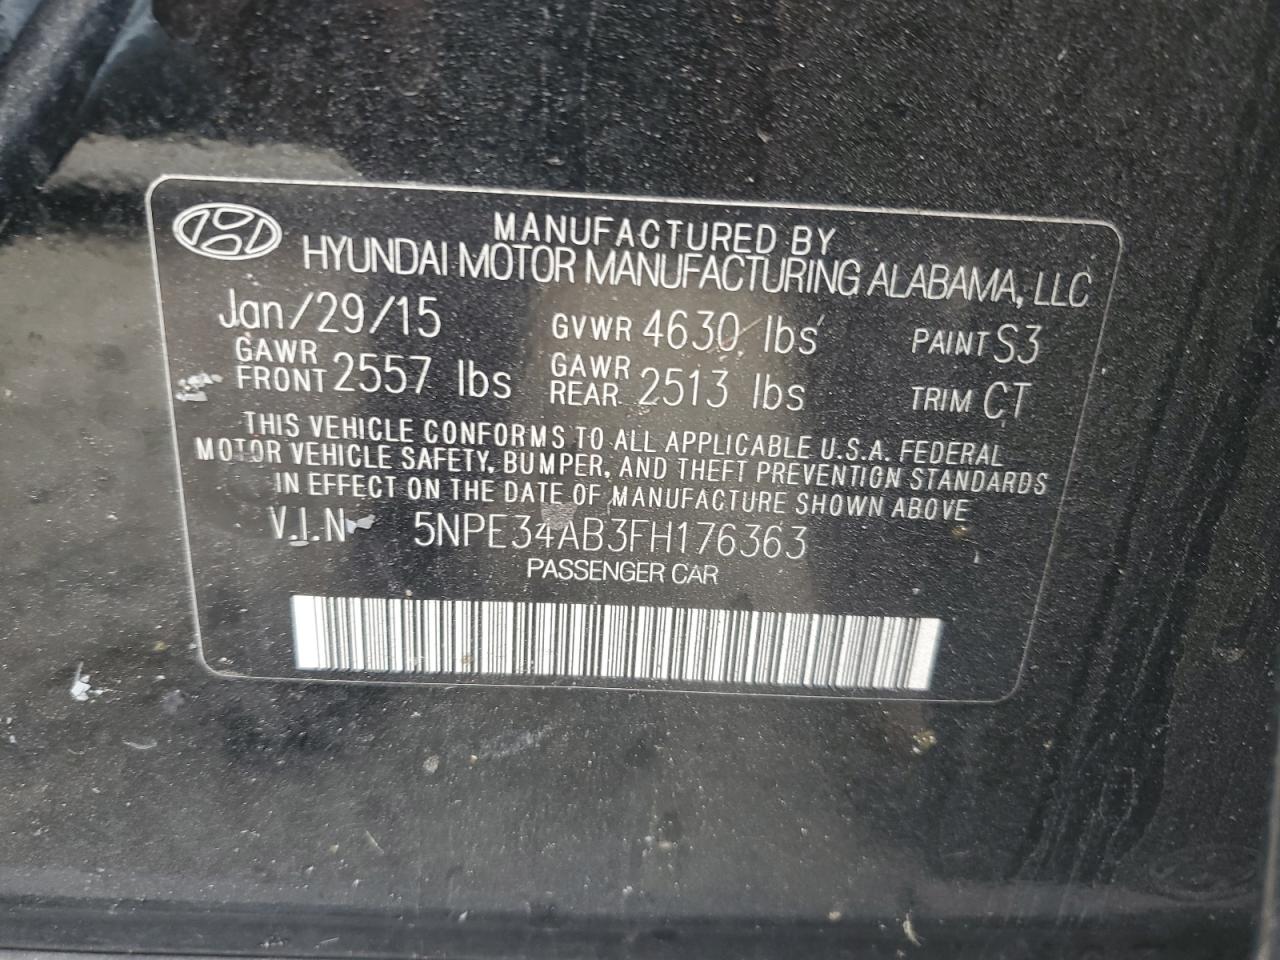 MANUFACTURED BY
HYUNDAI MOTOR MANUFACTURING ALABAMA, LLC
Jan/29/15 GVWR 4630 lbs PAINT S3
GAWR FRONT 2557 lbs GAWR REAR 2513 lbs TRIM CT
THIS VEHICLE CONFORMS TO ALL APPLICABLE U.S.A. FEDERAL
MOTOR VEHICLE SAFETY, BUMPER, AND THEFT PREVENTION STANDARDS
IN EFFECT ON THE DATE OF MANUFACTURE SHOWN ABOVE
V.I.N 5NPE34AB3FH176363
PASSENGER CAR